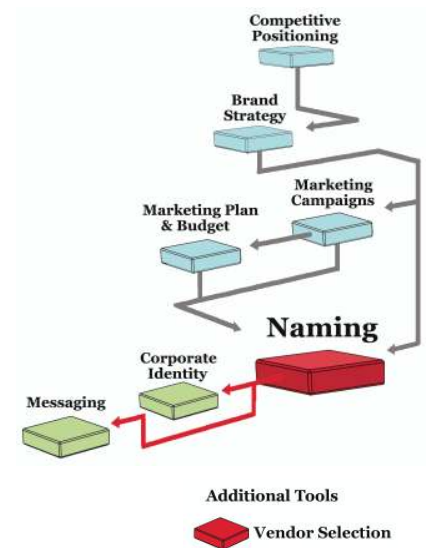 Competitive
Positioning
Brand
Strategy
Marketing
Campaigns
Marketing Plan
& Budget
Naming
Corporate
Identity
Messaging
Additional Tools
Vendor Selection